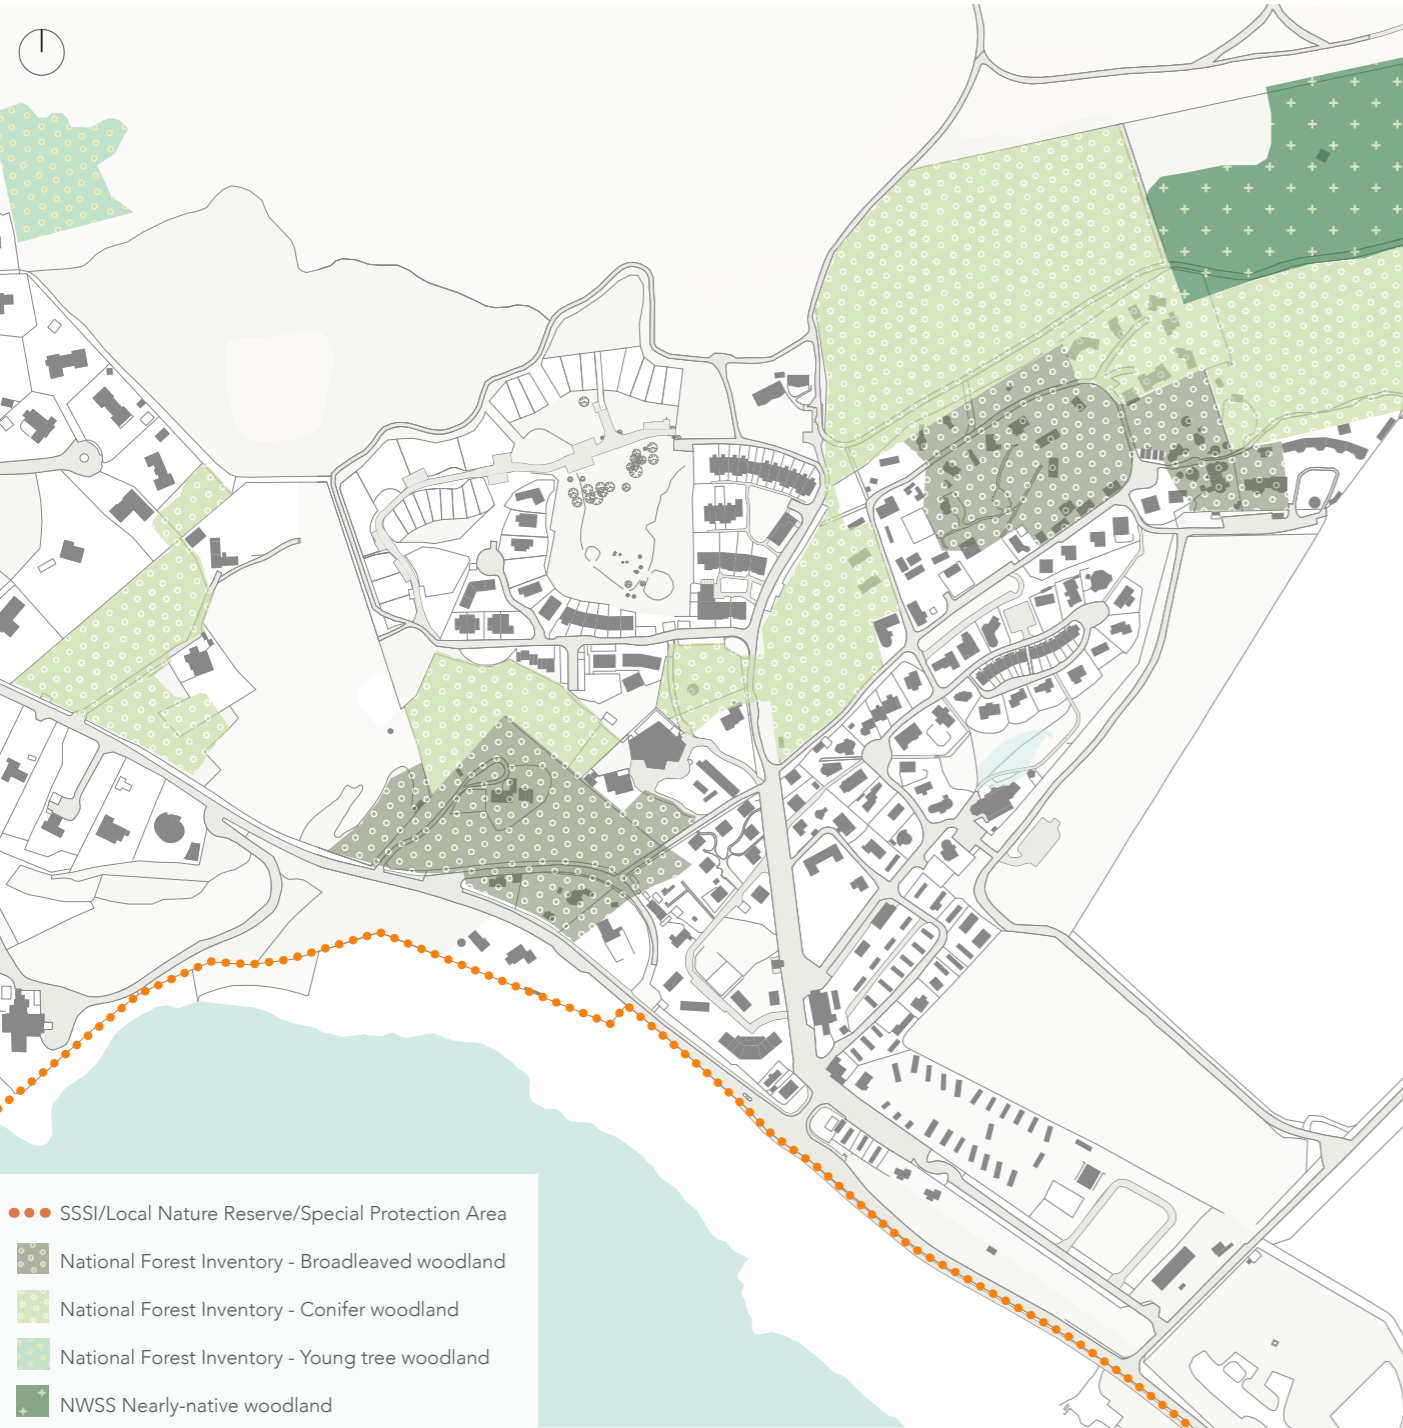 SSSI/Local Nature Reserve/Special Protection Area
National Forest Inventory - Broadleaved woodland
National Forest Inventory - Conifer woodland
National Forest Inventory - Young tree woodland
NWSS Nearly-native woodland